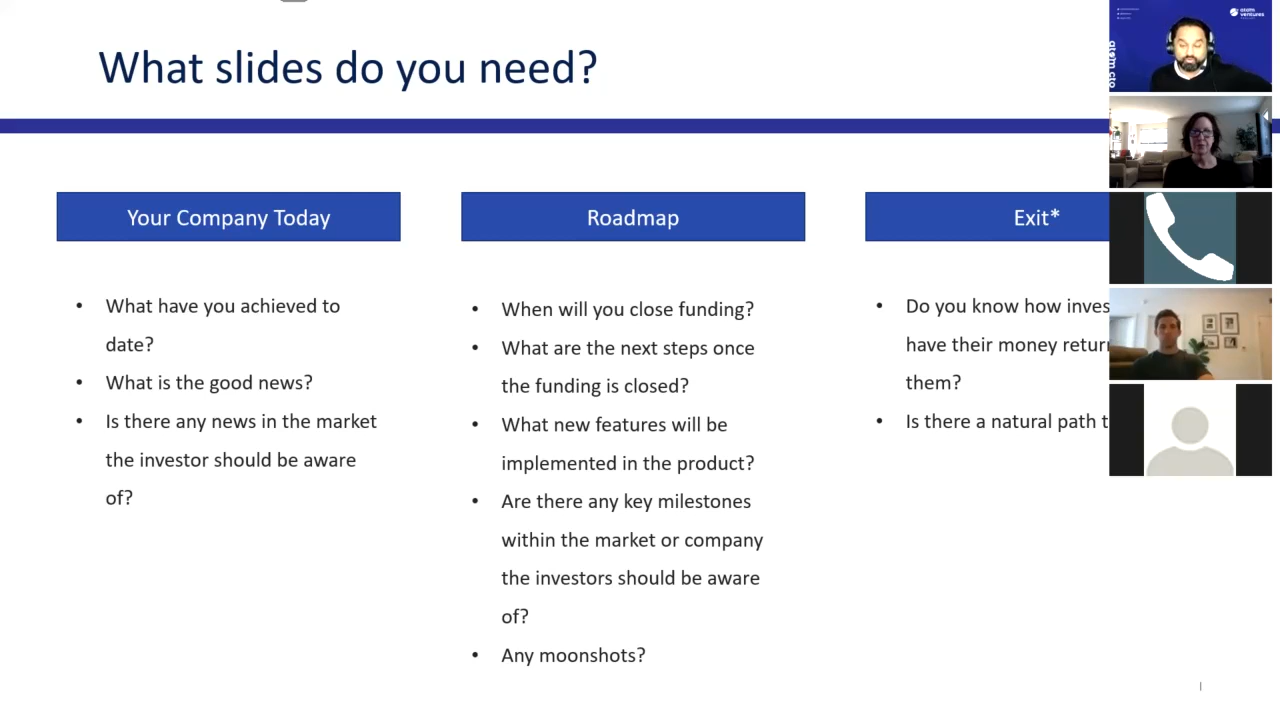 What slides do you need?
Your Company Today
What have you achieved to
date?
What is the good news?
Is there any news in the market
the investor should be aware
of?
Roadmap
When will you close funding?
What are the next steps once
the funding is closed?
What new features will be
implemented in the product?
Are there any key milestones
within the market or company
the investors should be aware
of?
Any moonshots?
Exit*
Do you know how inves
have their money retur
them?
Is there a natural path t
atom
ventures
atom cto